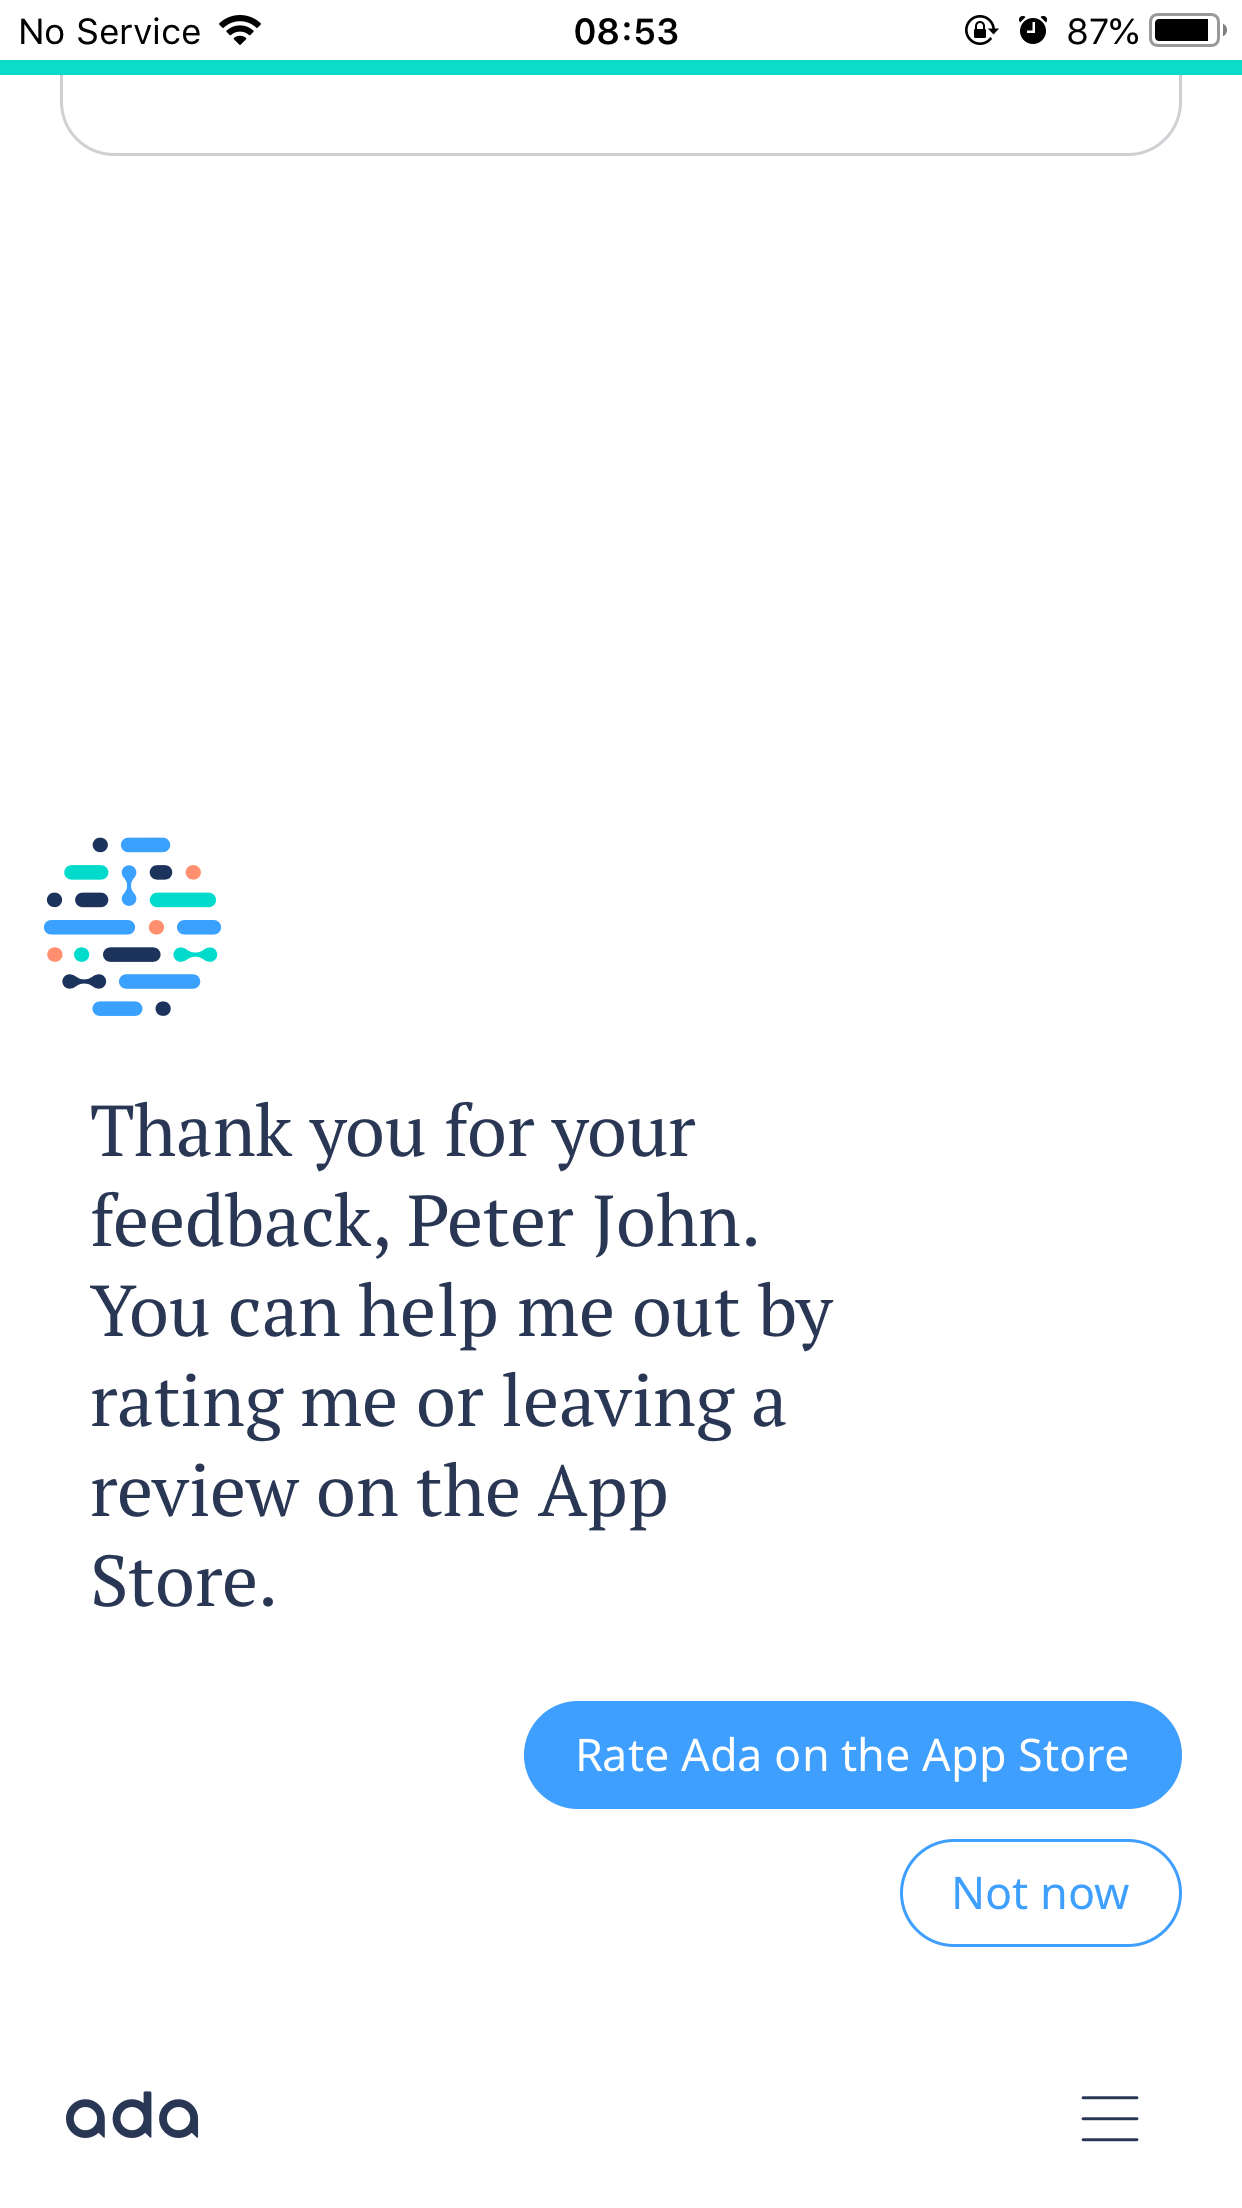 No Service 08:53 87%
Thank you for your
feedback, Peter John.
You can help me out by
rating me or leaving a
review on the App
Store.
Rate Ada on the App Store
Not now
ada